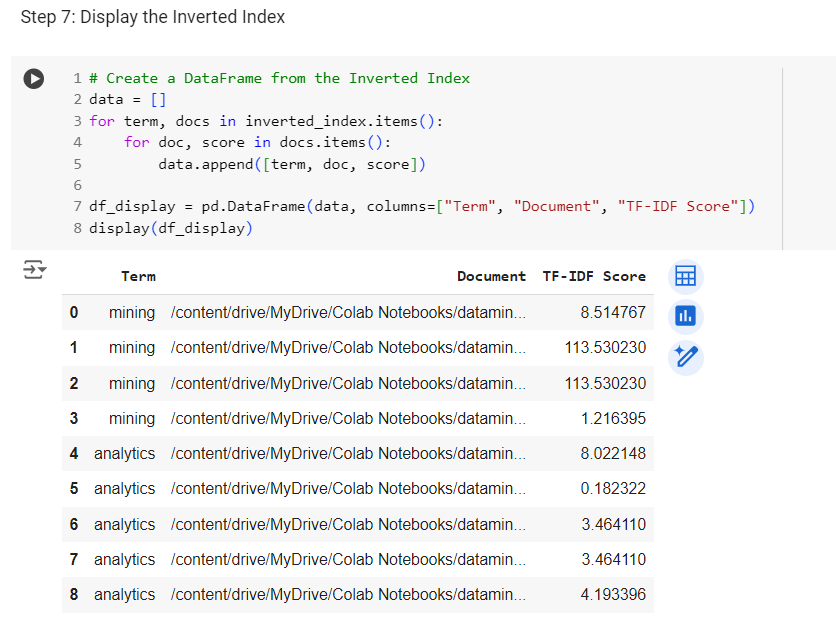 Step 7: Display the Inverted Index
1 # Create a DataFrame from the Inverted Index
2 data = []
3 for term, docs in inverted_index.items():
4     for doc, score in docs.items():
5         data.append([term, doc, score])
6
7 df_display = pd.DataFrame(data, columns=["Term", "Document", "TF-IDF Score"])
8 display(df_display)
Term Document TF-IDF Score
0 mining /content/drive/MyDrive/Colab Notebooks/datamin... 8.514767
1 mining /content/drive/MyDrive/Colab Notebooks/datamin... 113.530230
2 mining /content/drive/MyDrive/Colab Notebooks/datamin... 113.530230
3 mining /content/drive/MyDrive/Colab Notebooks/datamin... 1.216395
4 analytics /content/drive/MyDrive/Colab Notebooks/datamin... 8.022148
5 analytics /content/drive/MyDrive/Colab Notebooks/datamin... 0.182322
6 analytics /content/drive/MyDrive/Colab Notebooks/datamin... 3.464110
7 analytics /content/drive/MyDrive/Colab Notebooks/datamin... 3.464110
8 analytics /content/drive/MyDrive/Colab Notebooks/datamin... 4.193396